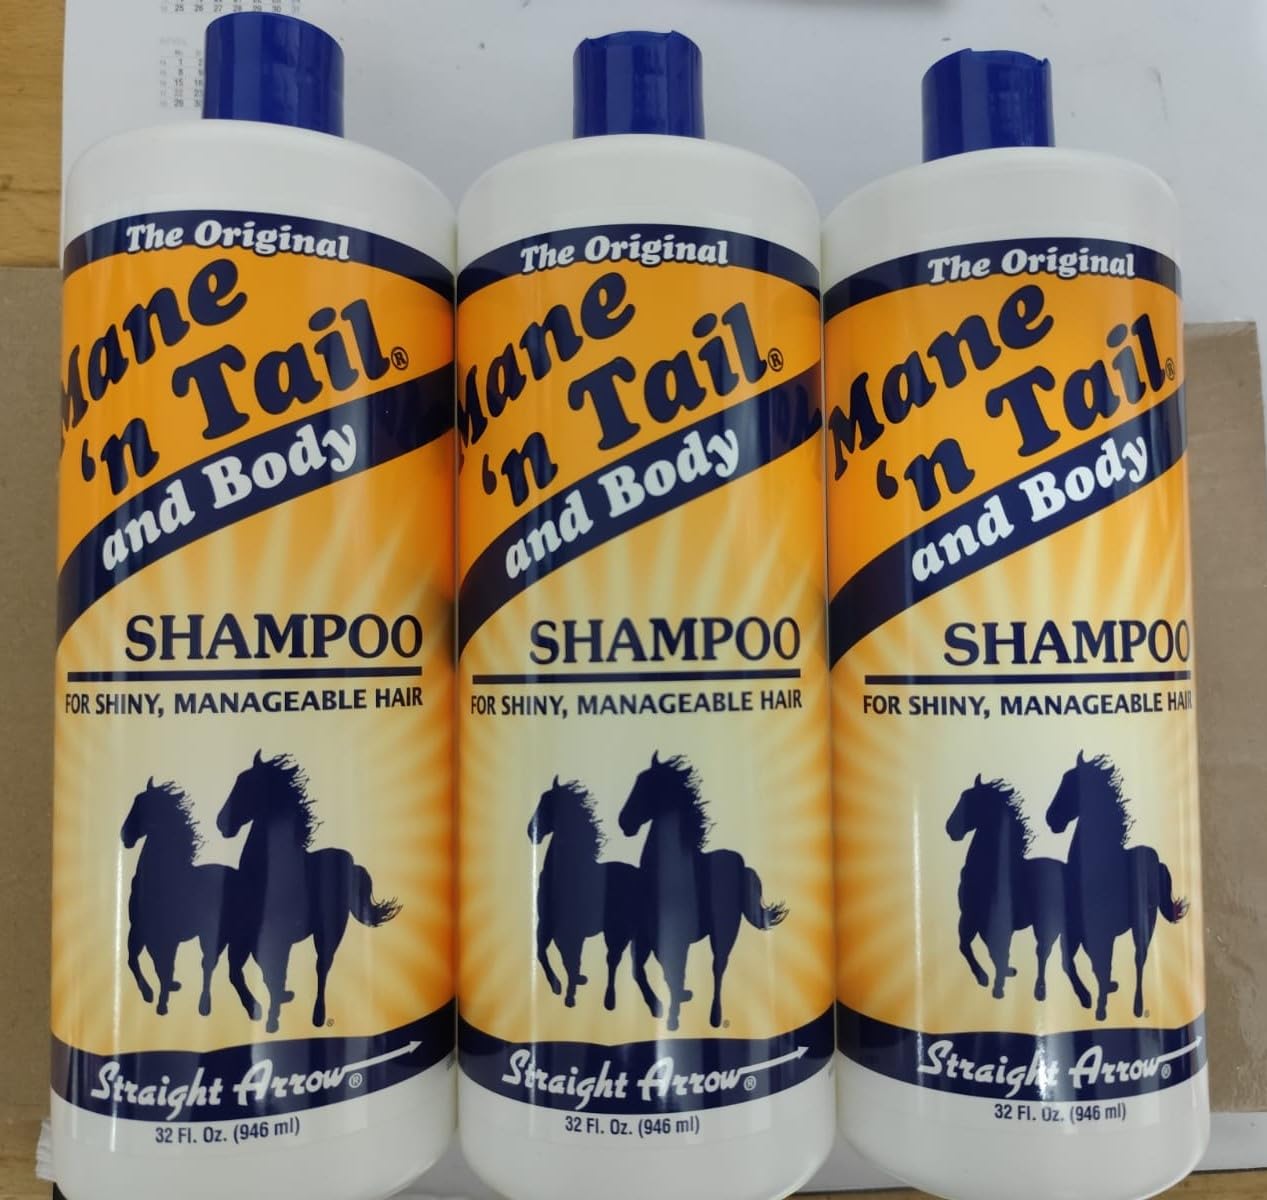 The Original
Mane
'n Tail®
and Body
SHAMPOO
FOR SHINY, MANAGEABLE HAIR
Straight Arrow®
32 Fl. Oz. (946 ml)
The Original
Mane
'n Tail®
and Body
SHAMPOO
FOR SHINY, MANAGEABLE HAIR
Straight Arrow®
32 Fl. Oz. (946 ml)
The Original
Mane
'n Tail®
and Body
SHAMPOO
FOR SHINY, MANAGEABLE HAIR
Straight Arrow®
32 Fl. Oz. (946 ml)